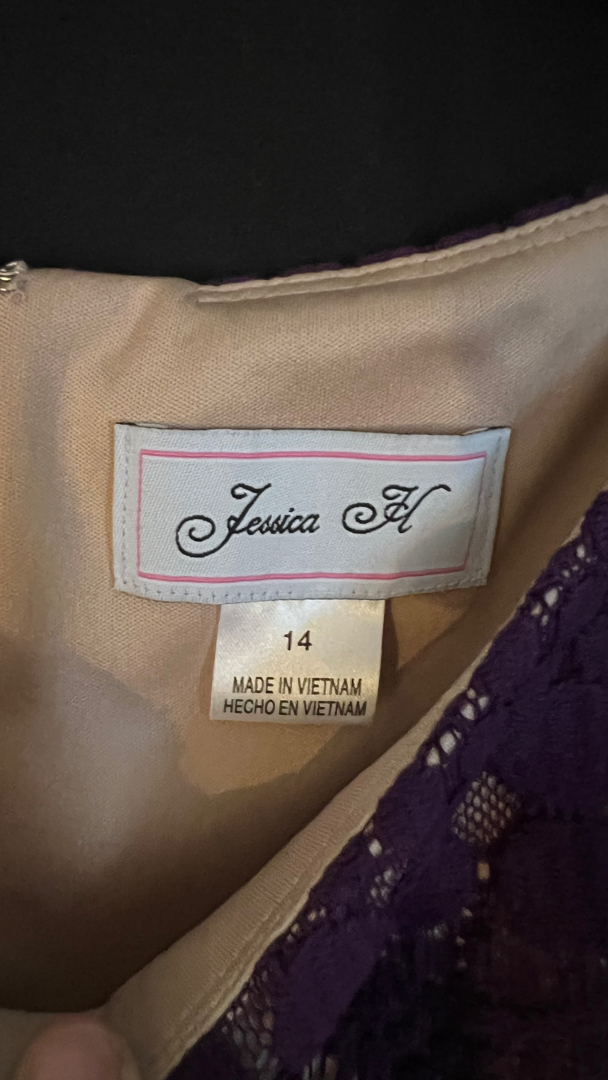 Jessica H
14
MADE IN VIETNAM
HECHO EN VIETNAM